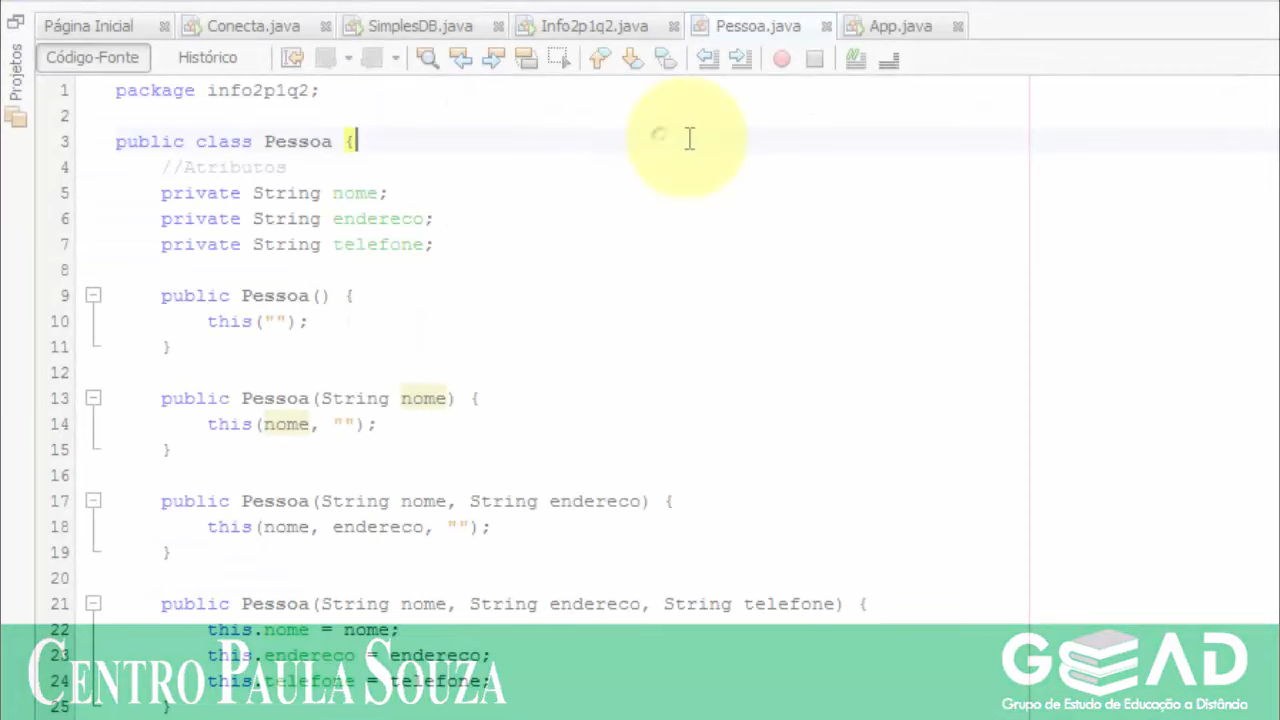 Página Inicial Conecta.java SimplesDB.java Info2p1q2.java Pessoa.java App.java
Projetos
Código-Fonte Histórico
1 package info2p1q2;
2
3 public class Pessoa {
4 //Atributos
5 private String nome;
6 private String endereco;
7 private String telefone;
8
9 public Pessoa() {
10 this("");
11 }
12
13 public Pessoa(String nome) {
14 this(nome, "");
15 }
16
17 public Pessoa(String nome, String endereco) {
18 this(nome, endereco, "");
19 }
20
21 public Pessoa(String nome, String endereco, String telefone) {
22 this.nome = nome;
23 this.endereco = endereco;
24 this.telefone = telefone;
25 }
CENTRO PAULA SOUZA
GEAD
Grupo de Estudo de Educação a Distância